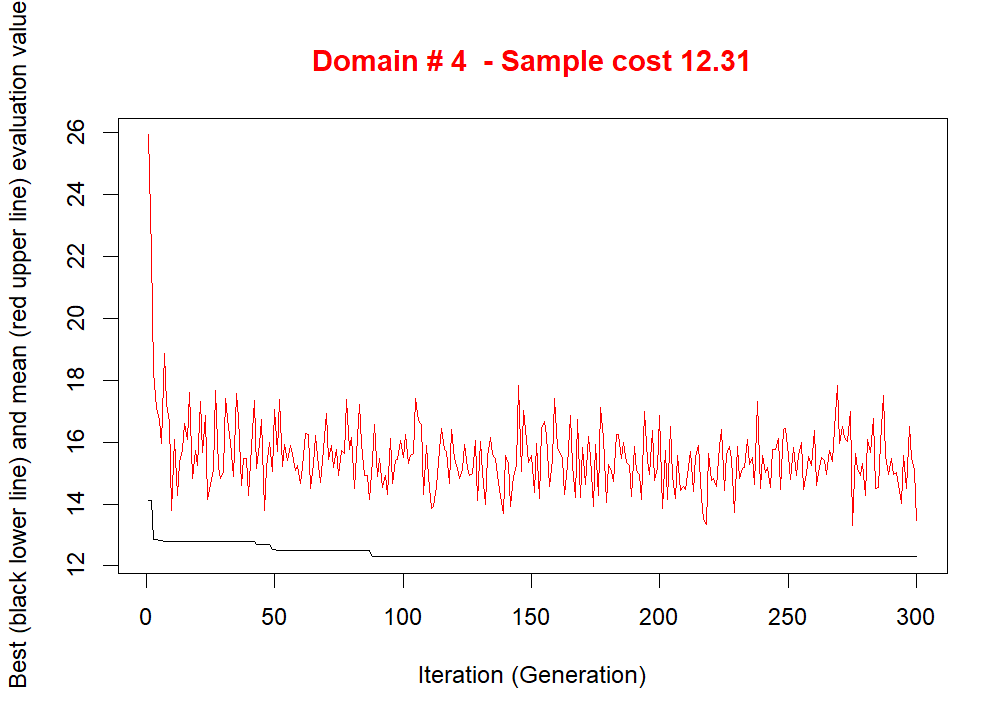 Domain # 4  - Sample cost 12.31
Best (black lower line) and mean (red upper line) evaluation value
26
24
22
20
18
16
14
12
0 50 100 150 200 250 300
Iteration (Generation)